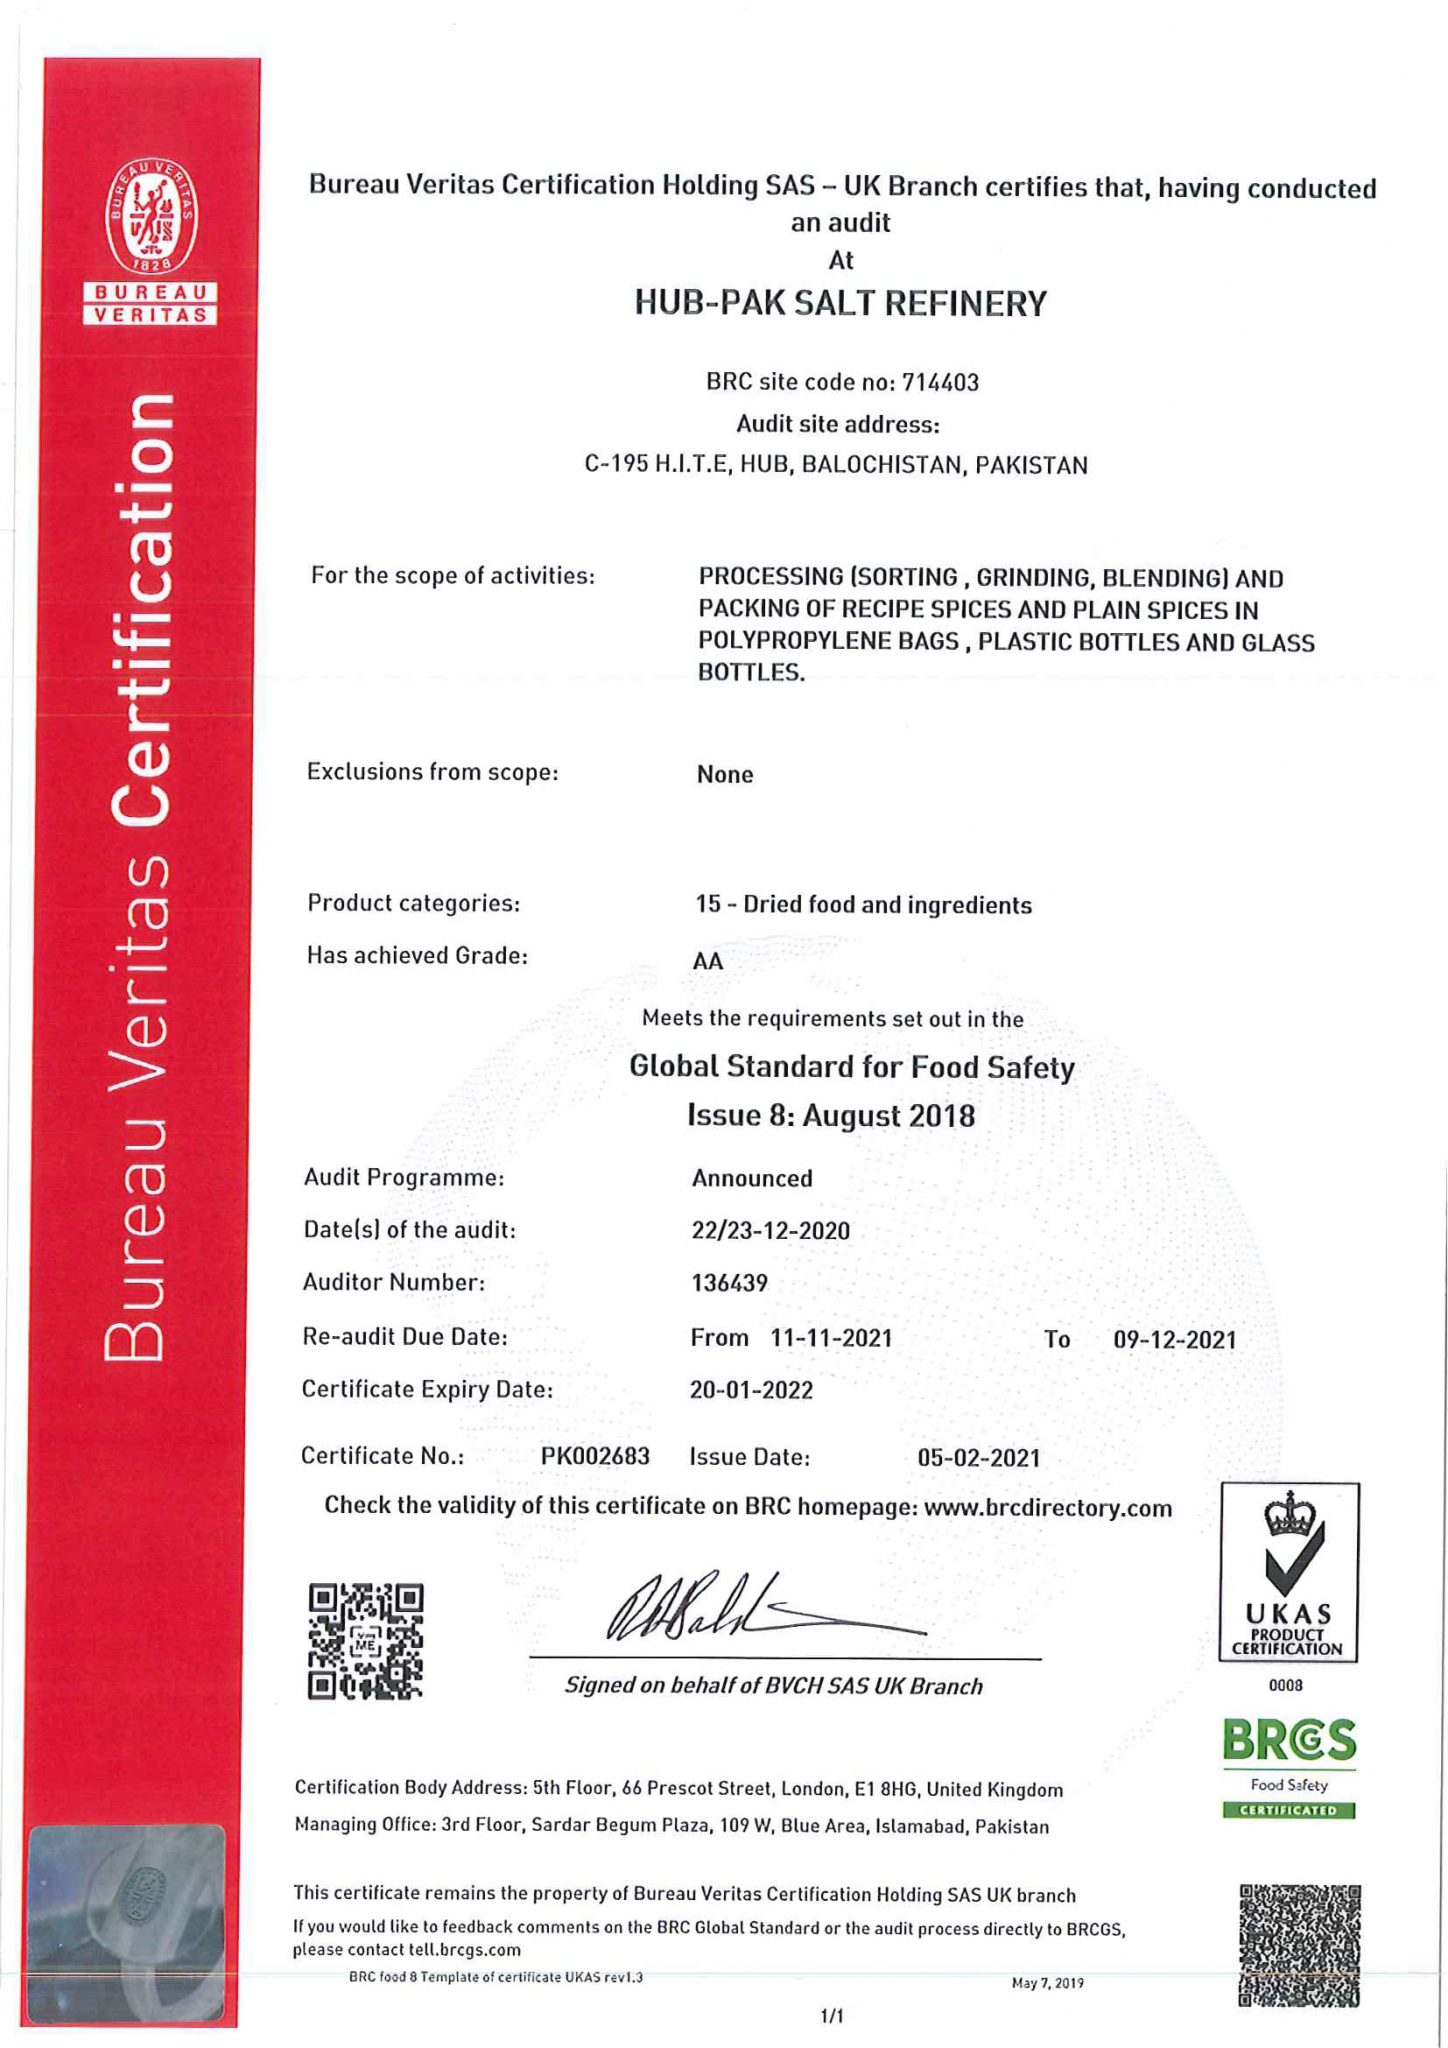 BUREAU VERITAS
1828
BUREAU
VERITAS
Bureau Veritas Certification
Bureau Veritas Certification Holding SAS – UK Branch certifies that, having conducted
an audit
At
HUB-PAK SALT REFINERY
BRC site code no: 714403
Audit site address:
C-195 H.I.T.E, HUB, BALOCHISTAN, PAKISTAN
For the scope of activities: PROCESSING (SORTING , GRINDING, BLENDING) AND
PACKING OF RECIPE SPICES AND PLAIN SPICES IN
POLYPROPYLENE BAGS , PLASTIC BOTTLES AND GLASS
BOTTLES.
Exclusions from scope: None
Product categories: 15 - Dried food and ingredients
Has achieved Grade: AA
Meets the requirements set out in the
Global Standard for Food Safety
Issue 8: August 2018
Audit Programme: Announced
Date(s) of the audit: 22/23-12-2020
Auditor Number: 136439
Re-audit Due Date: From 11-11-2021 To 09-12-2021
Certificate Expiry Date: 20-01-2022
Certificate No.: PK002683 Issue Date: 05-02-2021
Check the validity of this certificate on BRC homepage: www.brcdirectory.com
Signed on behalf of BVCH SAS UK Branch
UKAS
PRODUCT
CERTIFICATION
0008
BRCGS
Food Safety
CERTIFICATED
Certification Body Address: 5th Floor, 66 Prescot Street, London, E1 8HG, United Kingdom
Managing Office: 3rd Floor, Sardar Begum Plaza, 109 W, Blue Area, Islamabad, Pakistan
This certificate remains the property of Bureau Veritas Certification Holding SAS UK branch
If you would like to feedback comments on the BRC Global Standard or the audit process directly to BRCGS,
please contact tell.brcgs.com
BRC food 8 Template of certificate UKAS rev1.3 May 7, 2019
1/1